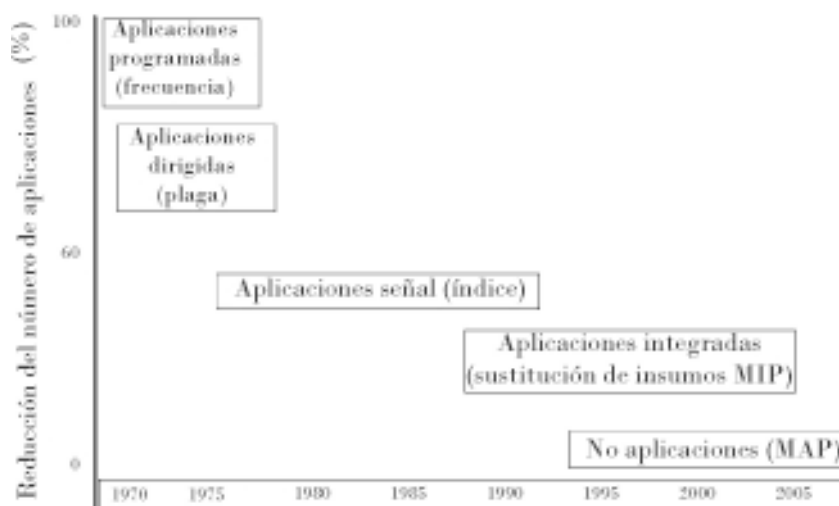 Reducción del número de aplicaciones (%)
100
Aplicaciones
programadas
(frecuencia)
Aplicaciones
dirigidas
(plaga)
60
Aplicaciones señal (índice)
Aplicaciones integradas
(sustitución de insumos MIP)
No aplicaciones (MAP)
0
1970 1975 1980 1985 1990 1995 2000 2005